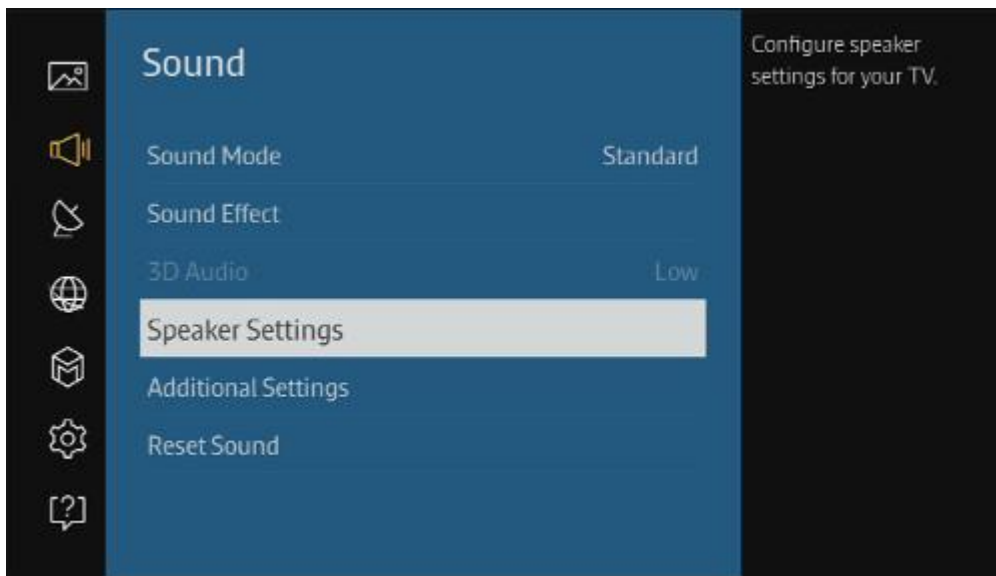 Sound
Configure speaker
settings for your TV.
Sound Mode Standard
Sound Effect
3D Audio Low
Speaker Settings
Additional Settings
Reset Sound
[?]